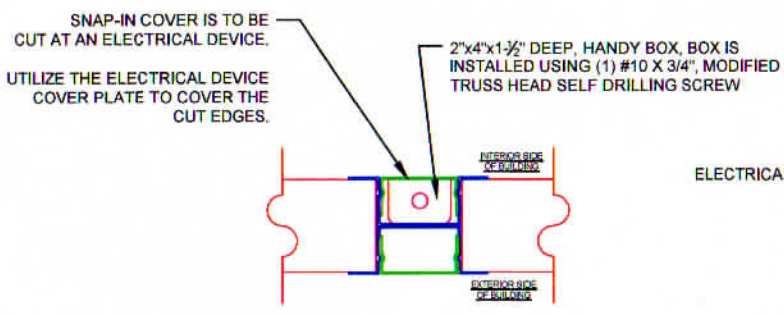 SNAP-IN COVER IS TO BE
CUT AT AN ELECTRICAL DEVICE.
UTILIZE THE ELECTRICAL DEVICE
COVER PLATE TO COVER THE
CUT EDGES.
2"x4"x1-½" DEEP, HANDY BOX, BOX IS
INSTALLED USING (1) #10 X 3/4", MODIFIED
TRUSS HEAD SELF DRILLING SCREW
INTERIOR SIDE
OF BUILDING
ELECTRICA
EXTERIOR SIDE
OF BUILDING